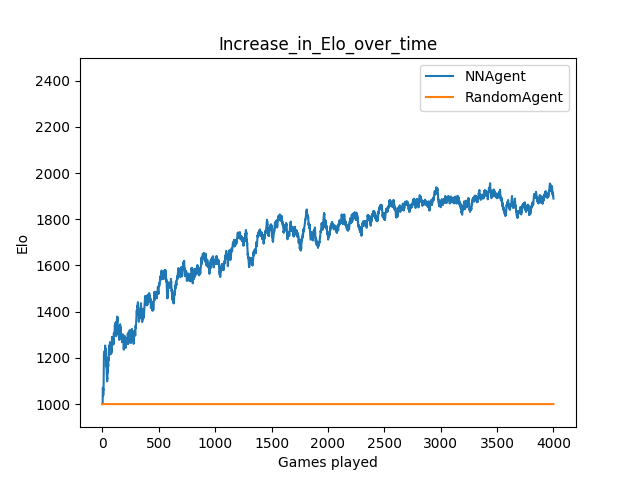 Increase_in_Elo_over_time
NNAgent
RandomAgent
2400
2200
2000
1800
1600
1400
1200
1000
Elo
0 500 1000 1500 2000 2500 3000 3500 4000
Games played